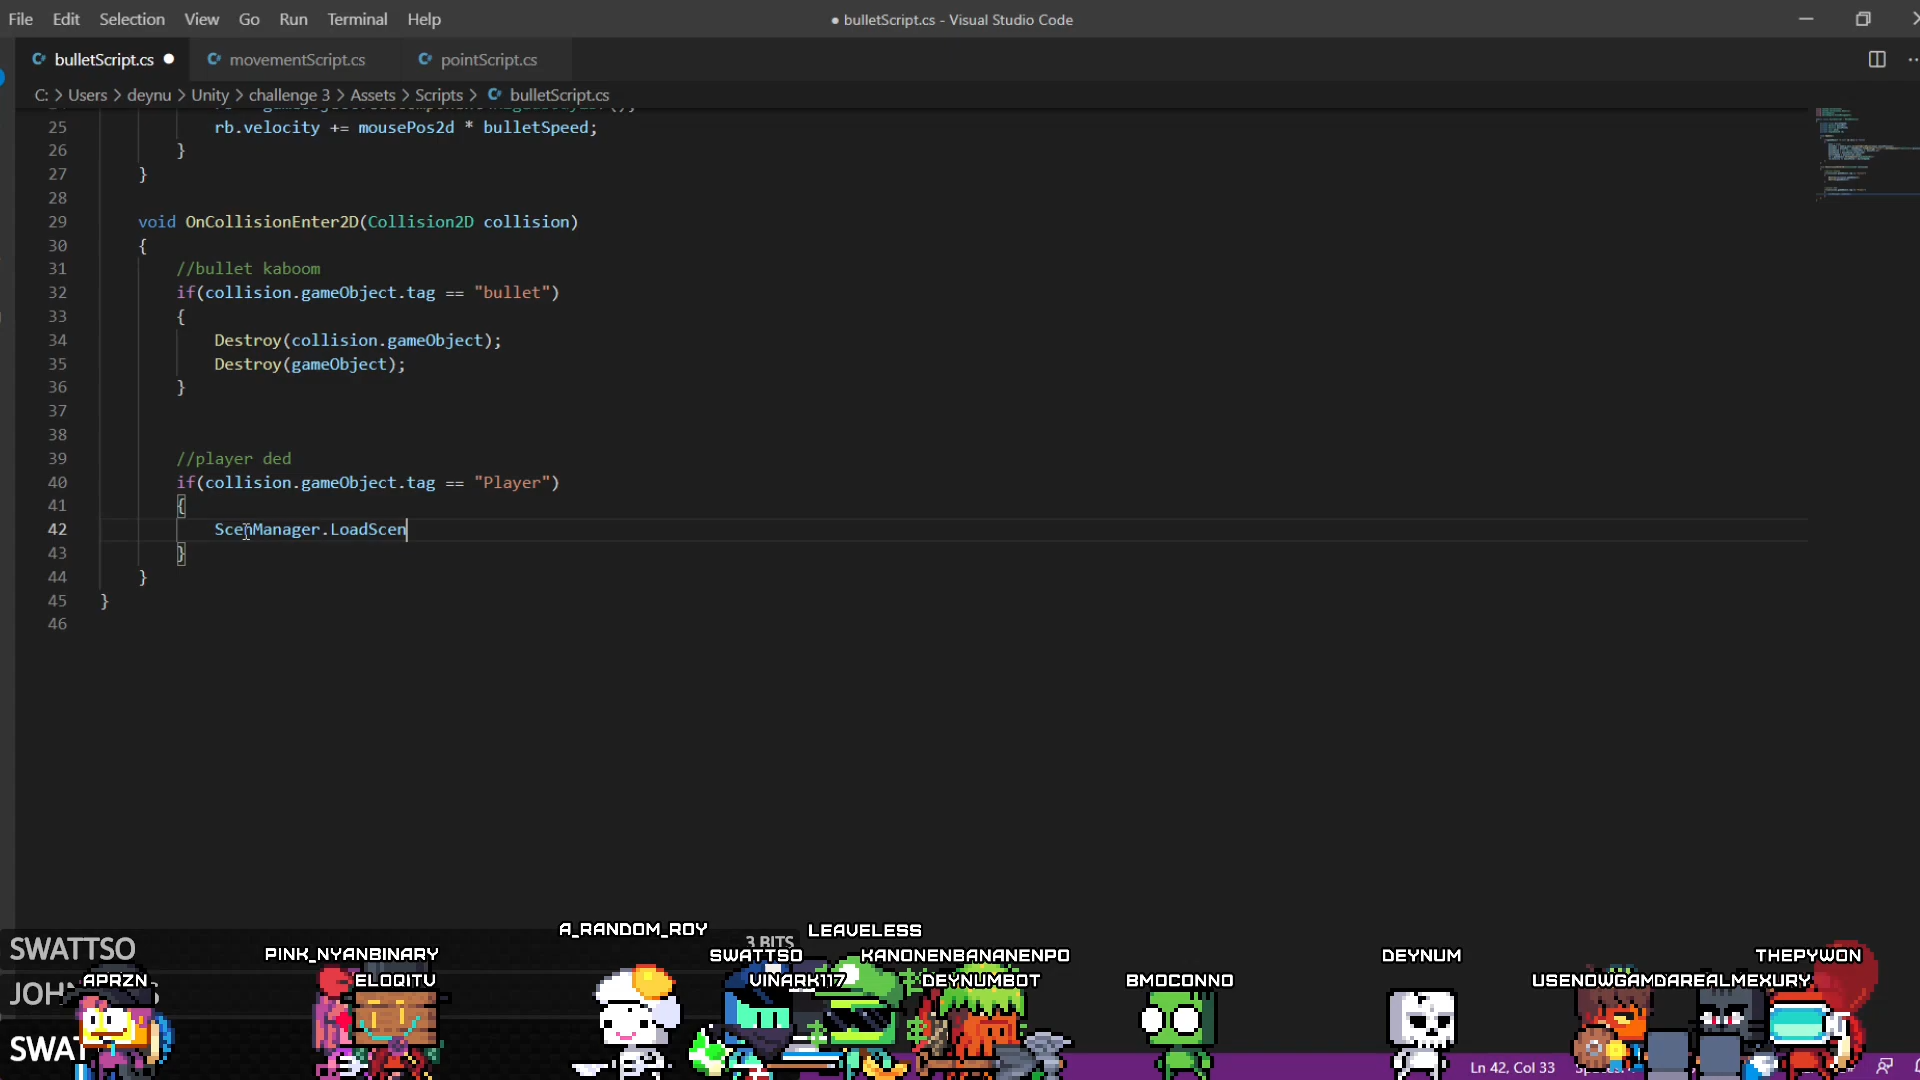 File Edit Selection View Go Run Terminal Help
● bulletScript.cs - Visual Studio Code
bulletScript.cs
movementScript.cs
pointScript.cs
C: > Users > deynu > Unity > challenge 3 > Assets > Scripts > bulletScript.cs
25 rb.velocity += mousePos2d * bulletSpeed;
26 }
27 }
28
29 void OnCollisionEnter2D(Collision2D collision)
30 {
31 //bullet kaboom
32 if(collision.gameObject.tag == "bullet")
33 {
34 Destroy(collision.gameObject);
35 Destroy(gameObject);
36 }
37
38
39 //player ded
40 if(collision.gameObject.tag == "Player")
41 {
42 ScenManager.LoadScen
43 }
44 }
45 }
46
SWATTSO
3 BITS
A_RANDOM_ROY
LEAVELESS
PINK_NYANBINARY
SWATTSO
KANONENBANANENPO
DEYNUM
THEPYWON
APRZN
ELOQITV
VINARK117
DEYNUMBOT
BMOCONNO
USENOWGAMDAREALMEXURY
Ln 42, Col 33